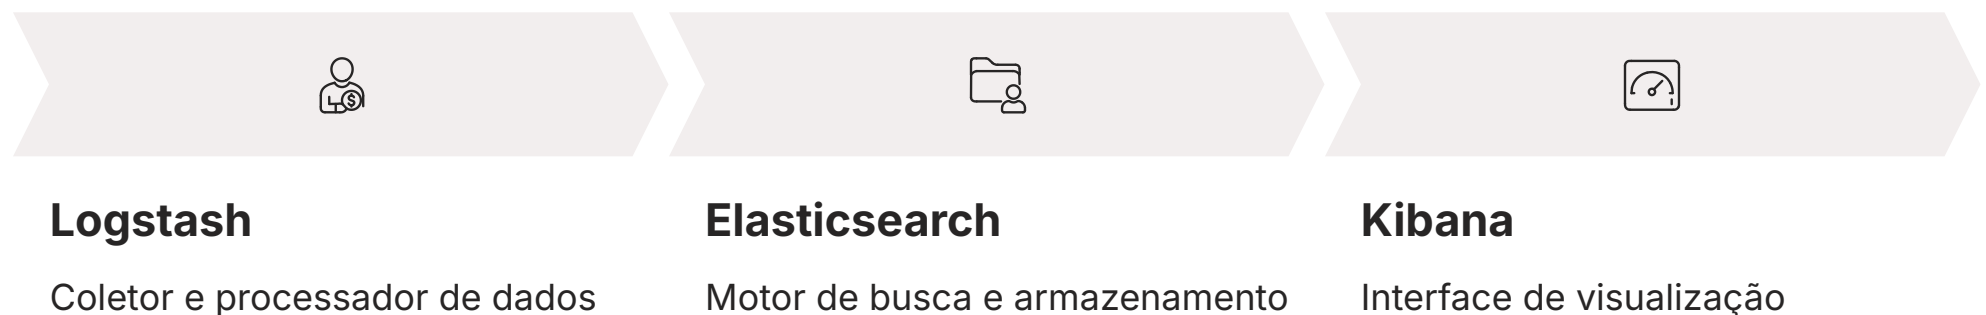 Logstash
Coletor e processador de dados
Elasticsearch
Motor de busca e armazenamento
Kibana
Interface de visualização